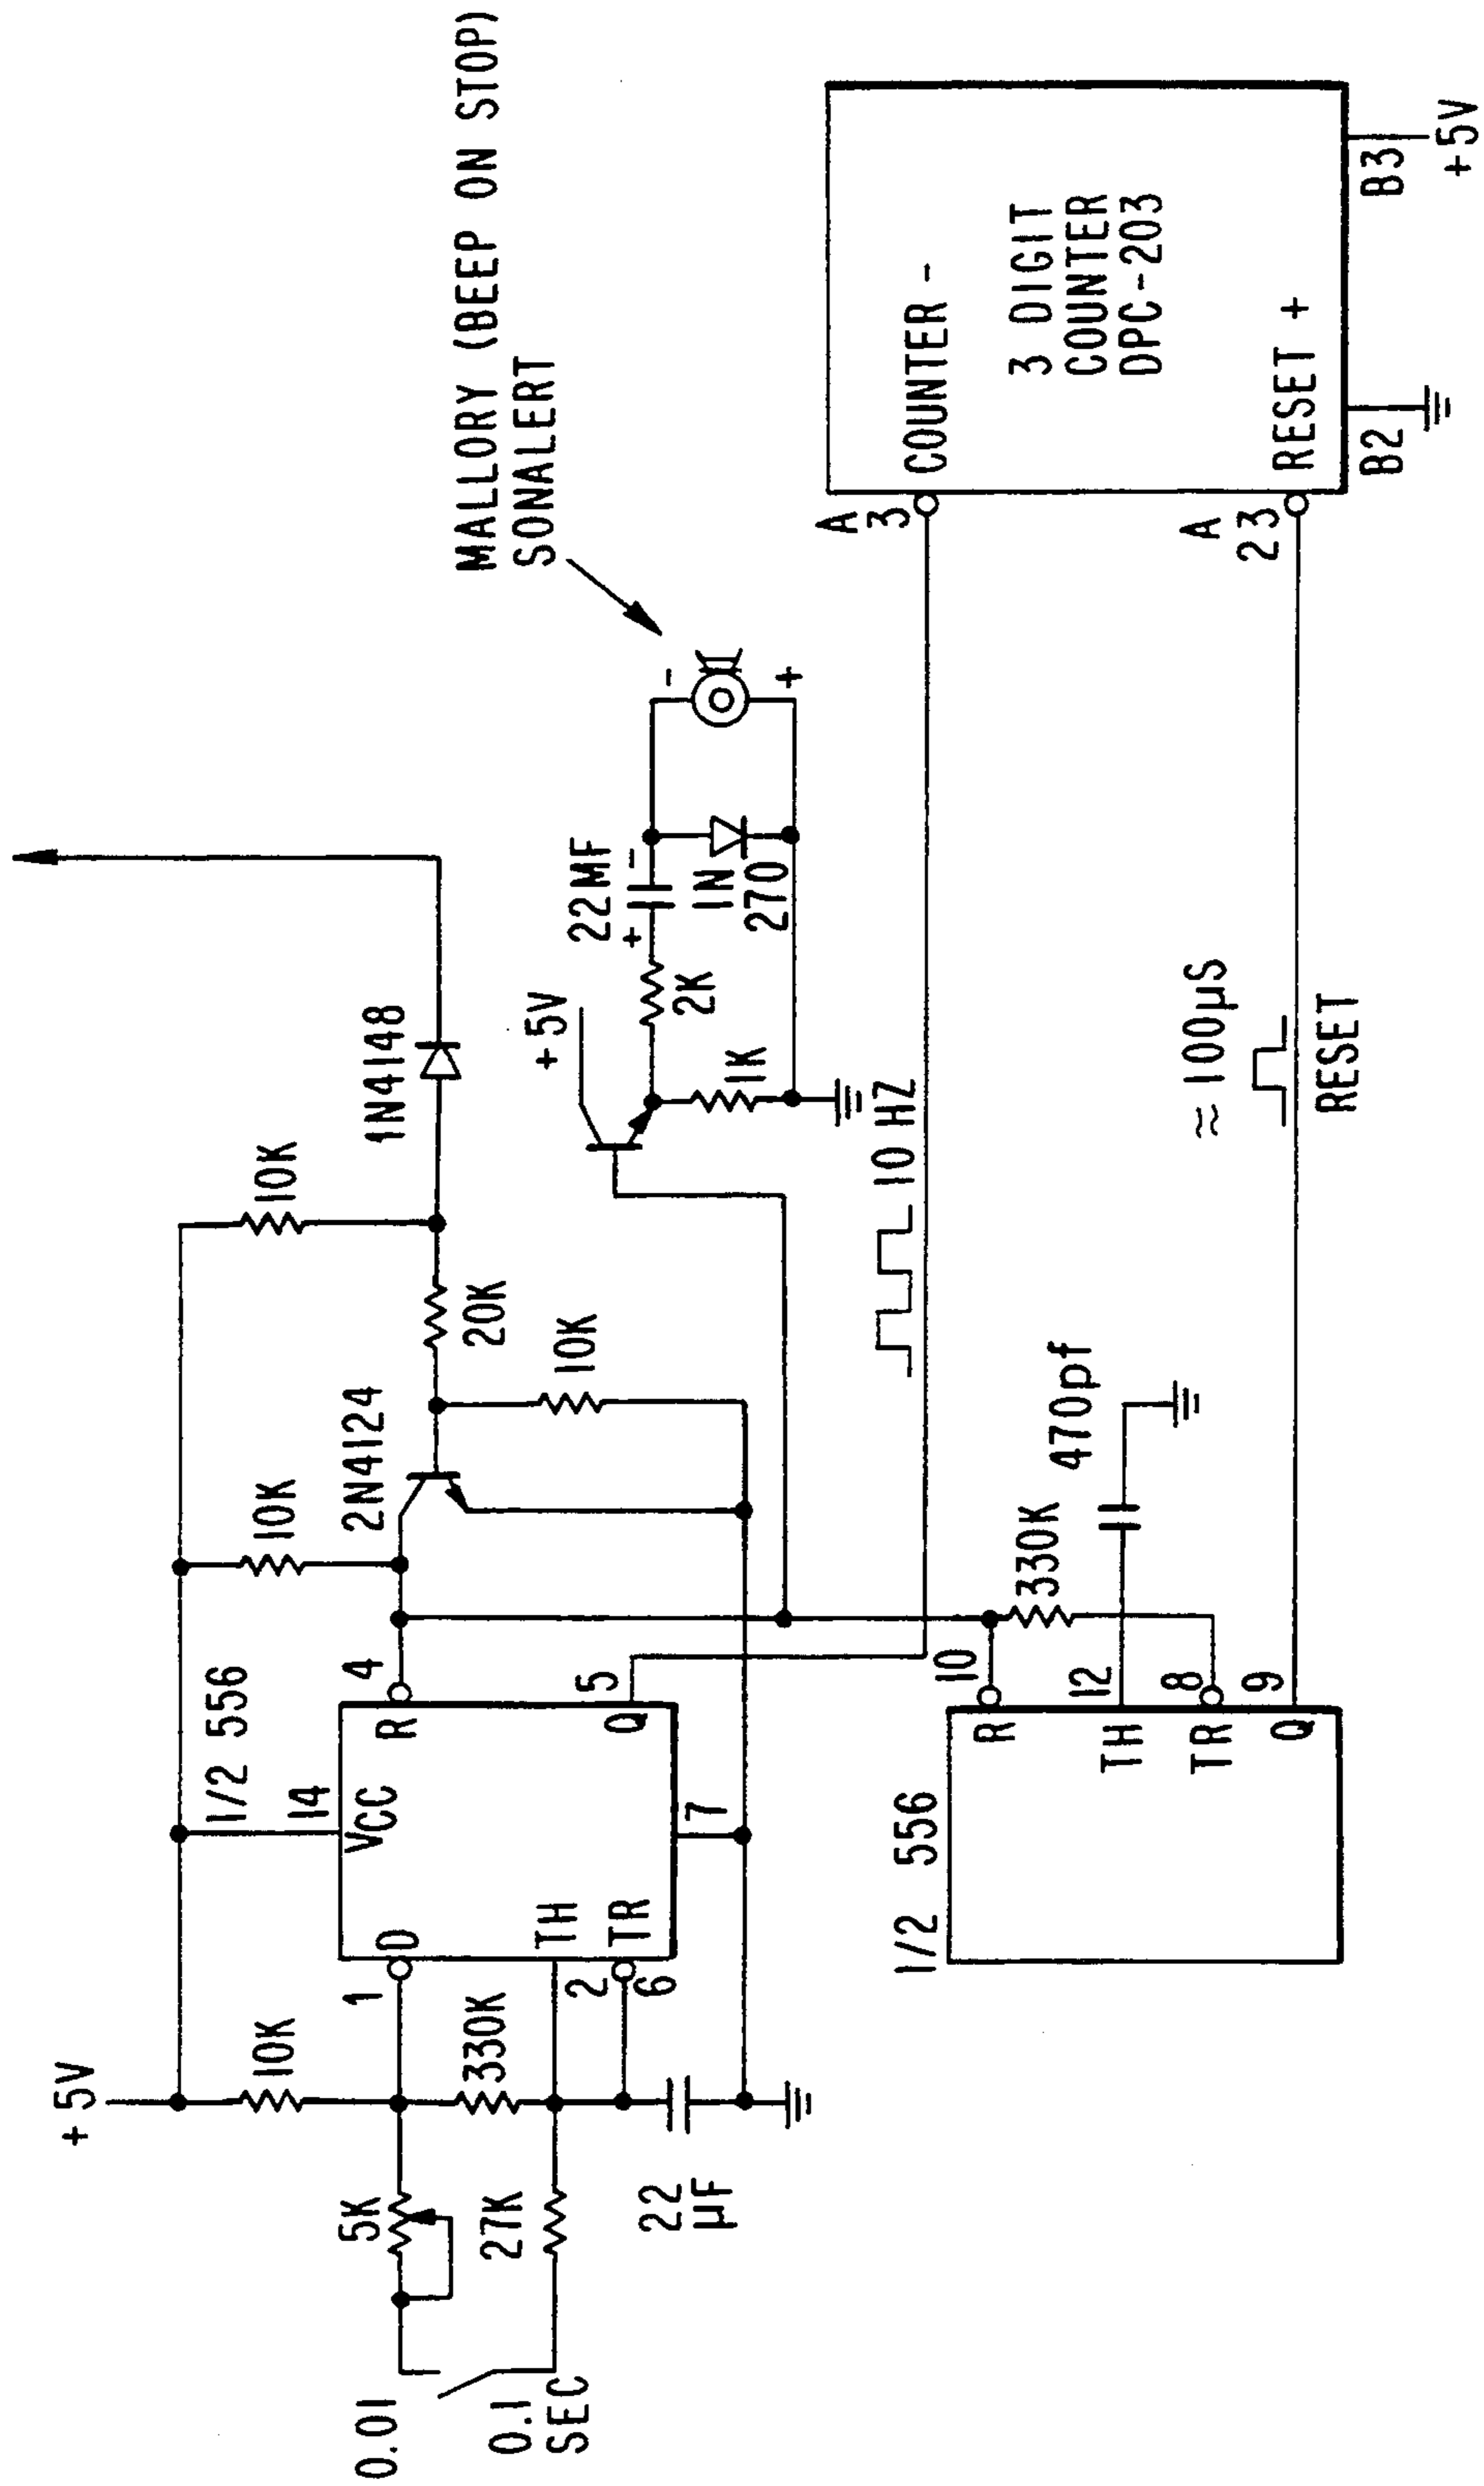 +5V
10K
5K
0.01
0.1
SEC
27K
330K
22
µF
1
D
TH
2
TR
6
1/2 556
14
VCC
R
4
Q
5
7
10K
2N4124
10K
20K
10K
1N4148
+5V
1K
2K
22MF
+
-
1N
270
-
+
MALLORY (BEEP ON STOP)
SONALERT
10 HZ
1/2 556
R
10
TH
12
TR
8
Q
9
330K
470pf
≈ 100µS
RESET
A
3
COUNTER -
3 DIGIT
COUNTER
DPC-203
A
23
RESET +
B2
B3
+5V